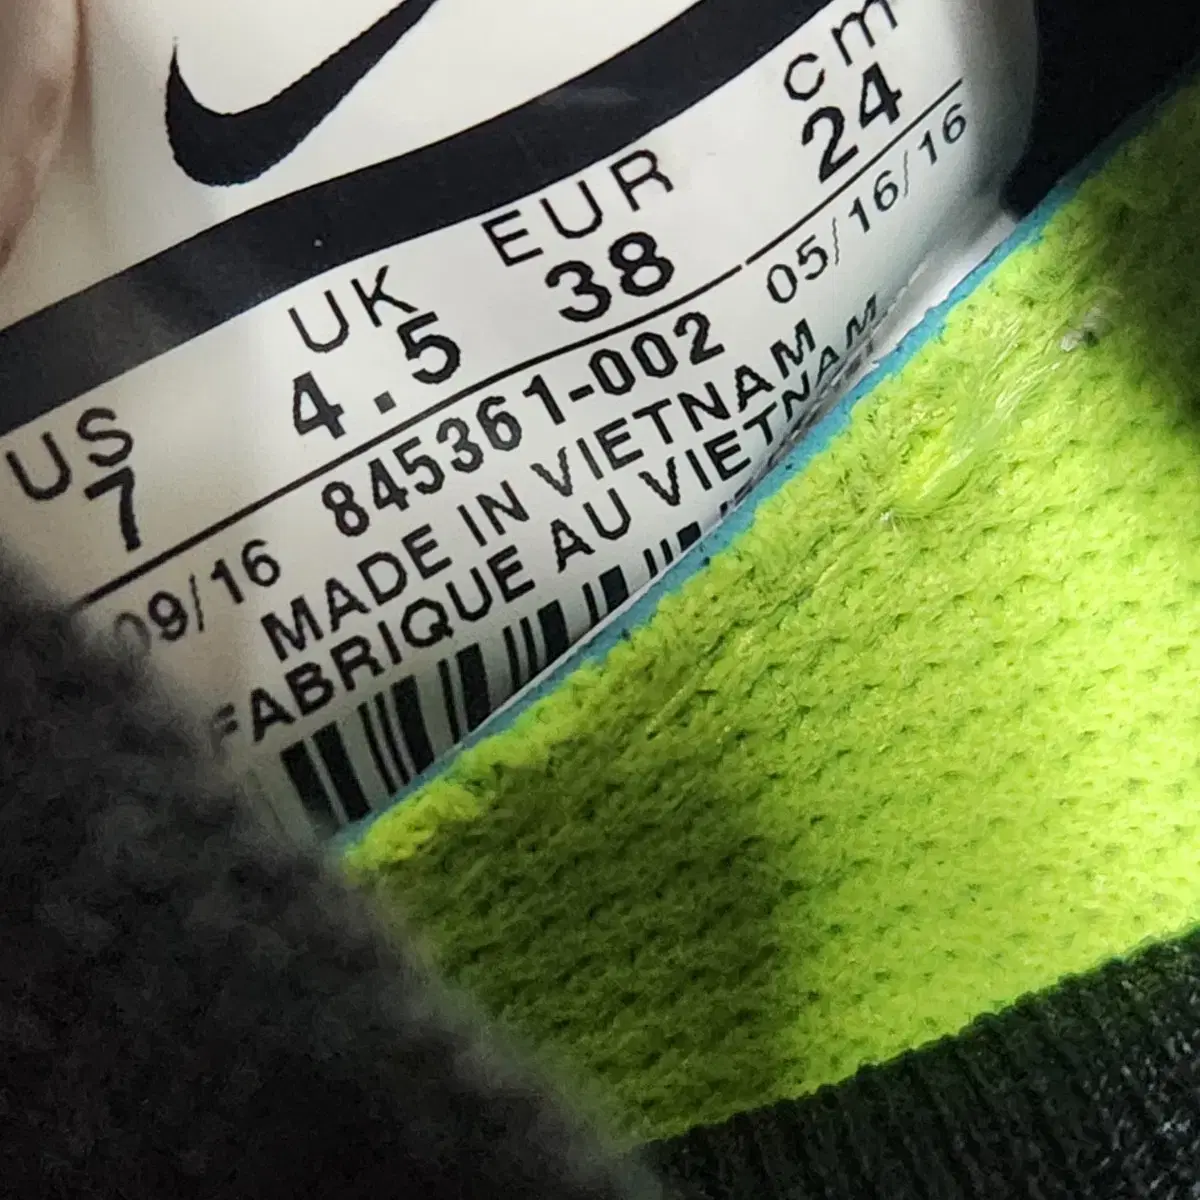 US UK EUR cm
7 4.5 38 24
09/16 845361-002 05/16/16
MADE IN VIETNAM
FABRIQUE AU VIETNAM